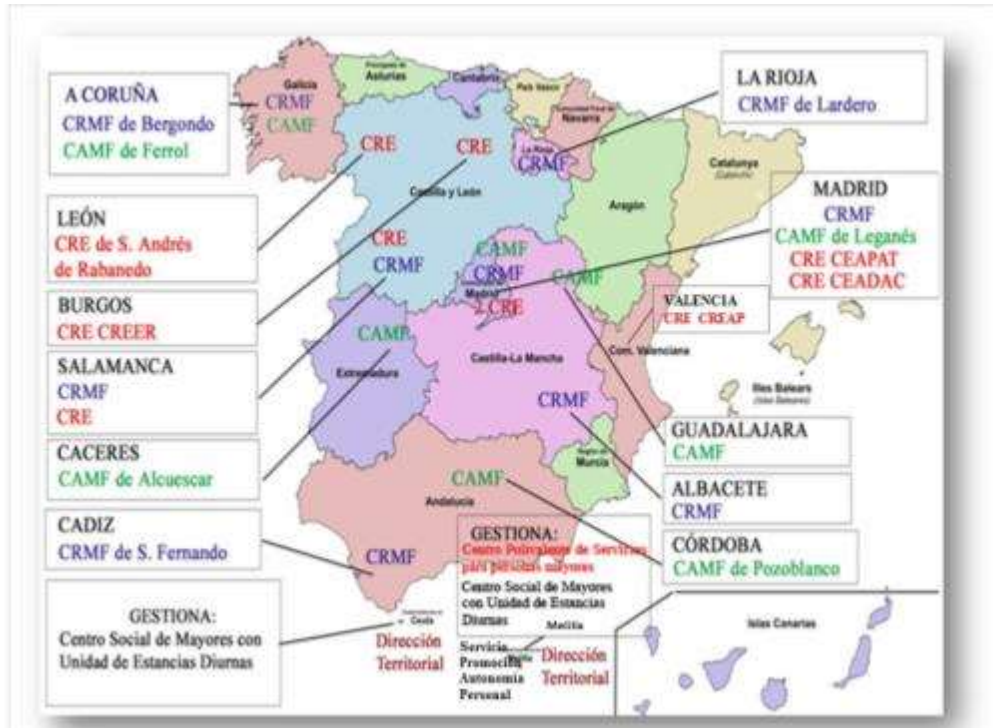 A CORUÑA
CRMF de Bergondo
CAMF de Ferrol
LEÓN
CRE de S. Andrés
de Rabanedo
BURGOS
CRE CREER
SALAMANCA
CRMF
CRE
CACERES
CAMF de Alcuescar
CADIZ
CRMF de S. Fernando
GESTIONA:
Centro Social de Mayores con
Unidad de Estancias Diurnas
Galicia
CRMF
CAMF
Principado de
Asturias
Cantabria
País Vasco
Comunidad Foral de
Navarra
La Rioja
CRMF
CRE
CRE
Castilla y León
CRE
CRMF
Aragón
Catalunya
CAMF
CRMF
Madrid
CRE
CAMF
CAMF
Extremadura
Castilla-La Mancha
CRMF
Com. Valenciana
Illes Balears
(Islas Baleares)
Región de
Murcia
CAMF
Andalucía
CRMF
Ceuta
Dirección
Territorial
LA RIOJA
CRMF de Lardero
MADRID
CRMF
CAMF de Leganés
CRE CEAPAT
CRE CEADAC
VALENCIA
CRE CREAP
GUADALAJARA
CAMF
ALBACETE
CRMF
CÓRDOBA
CAMF de Pozoblanco
GESTIONA:
Centro Polivalente de Servicios
para personas mayores
Centro Social de Mayores
con Unidad de Estancias
Diurnas
Melilla
Servicio
Promoción
Autonomía
Personal
Melilla
Dirección
Territorial
Islas Canarias